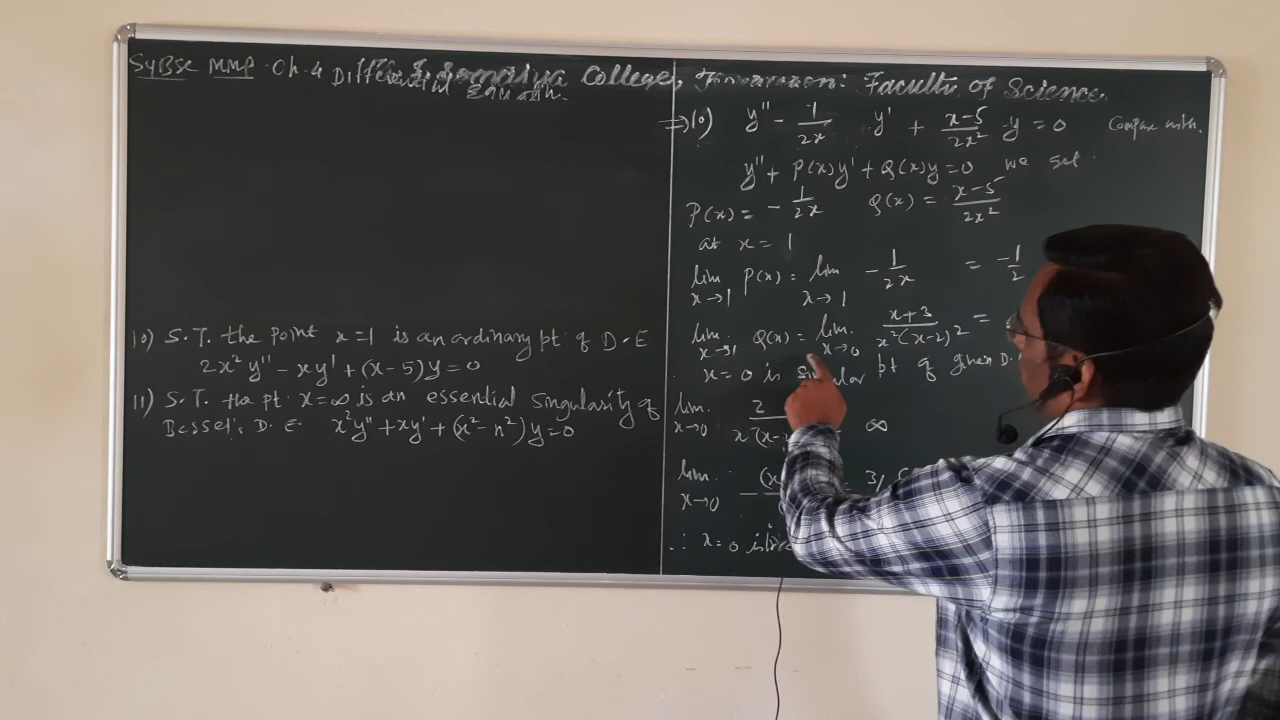 SYBSC MMP. Ch. 4 Differential Equation.
College, : Faculty of Science.
10) S.T. the point x=1 is an ordinary pt of D.E
2x² y" - xy' + (x-5)y=0
11) S.T. the pt. x=∞ is an essential singularity of
Bessel's D.E. x²y" + xy' + (x²-n²)y=0
⇒ 10) y" - 1/2x y' + x-5/2x² . y = 0 Compare with.
y" + P(x)y' + Q(x)y=0 we get.
P(x) = - 1/2x Q(x) = x-5/2x²
at x = 1
lim x→1 P(x) = lim x→1 - 1/2x = -1/2
lim. x→1 Q(x) = lim. x→0 x+3/x²(x-2)² =
x=0 is singular pt of given D.
lim. x→0 2 ∞
lim. x→0 = 3/
∴ x=0 is